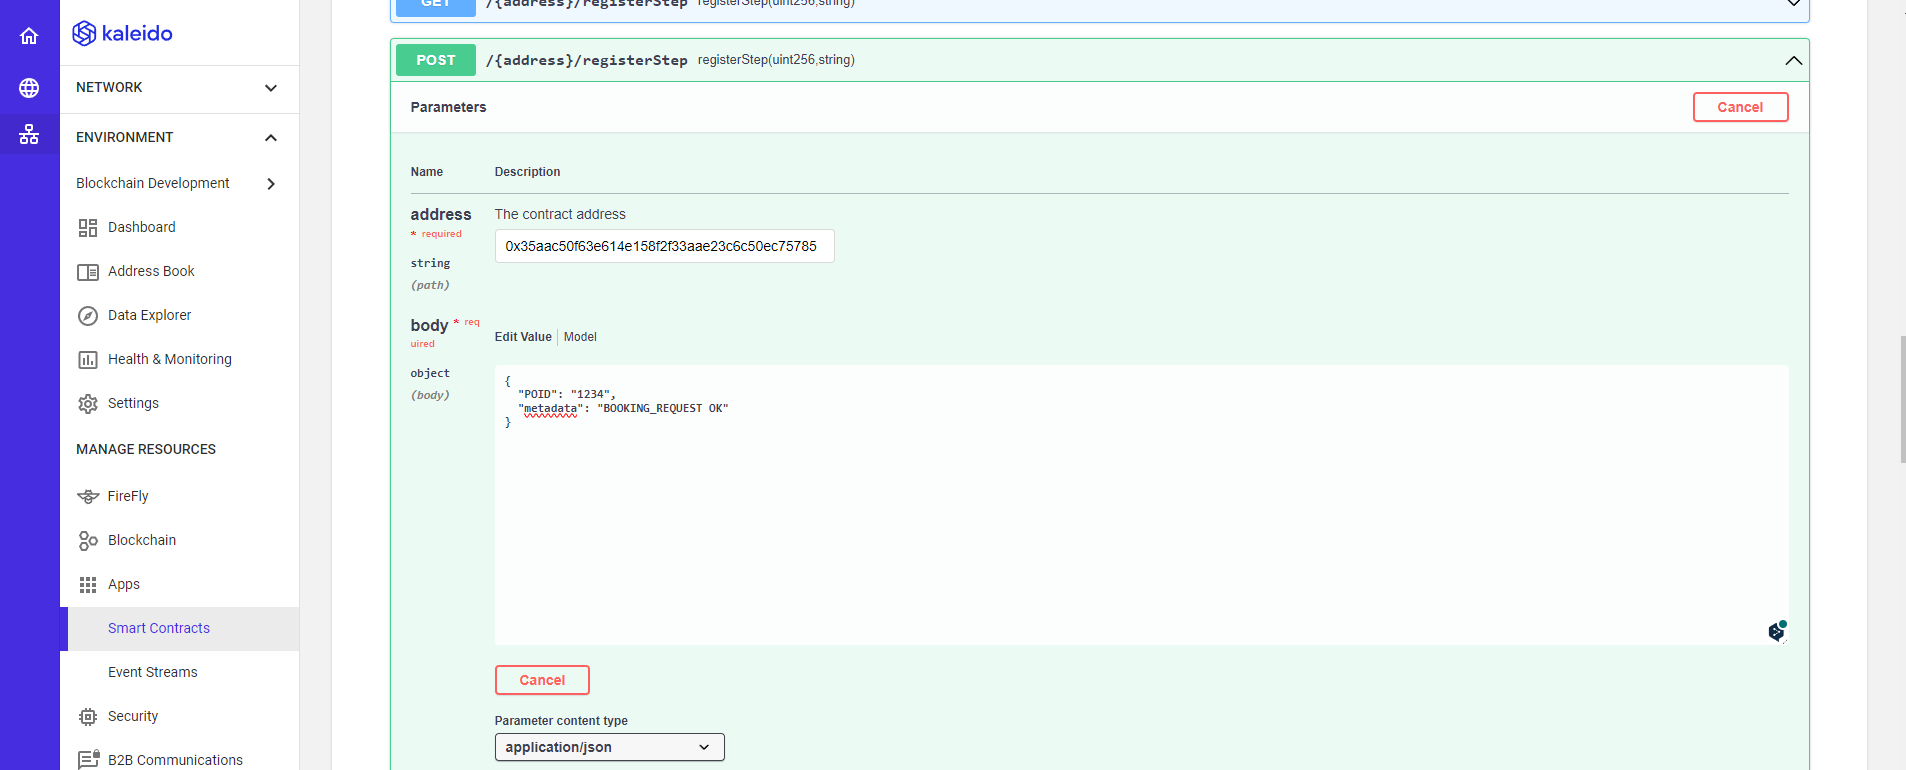 kaleido
NETWORK
ENVIRONMENT
Blockchain Development
Dashboard
Address Book
Data Explorer
Health & Monitoring
Settings
MANAGE RESOURCES
FireFly
Blockchain
Apps
Smart Contracts
Event Streams
Security
B2B Communications
GET /{address}/registerStep registerStep(uint256,string)
POST /{address}/registerStep registerStep(uint256,string)
Parameters
Cancel
Name Description
address
* required
string
(path)
The contract address
0x35aac50f63e614e158f2f33aae23c6c50ec75785
body * req
uired
object
(body)
Edit Value | Model
{
"POID": "1234",
"metadata": "BOOKING_REQUEST OK"
}
Cancel
Parameter content type
application/json